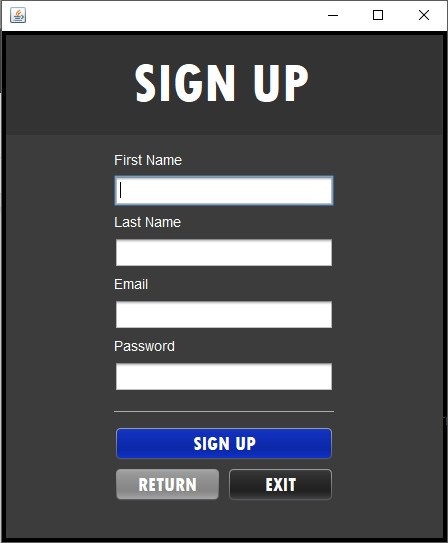 SIGN UP
First Name
Last Name
Email
Password
SIGN UP
RETURN EXIT